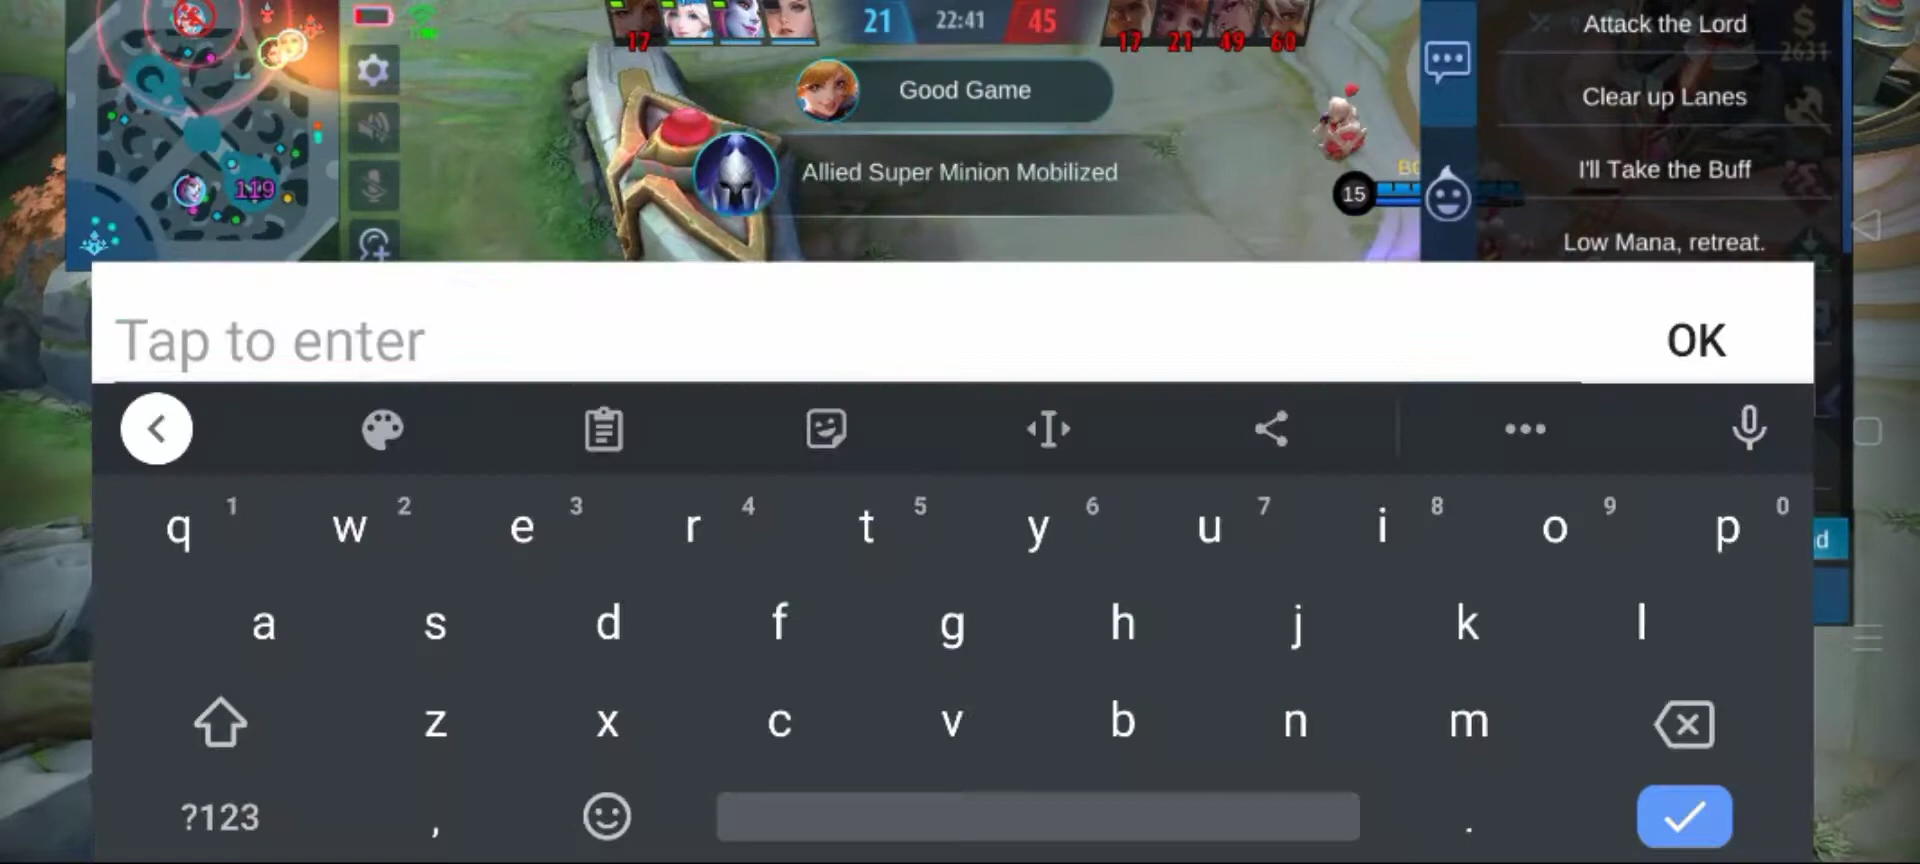 21 22:41 45
17 17 21 49 60
Good Game
Allied Super Minion Mobilized
119
15
Attack the Lord
2631
Clear up Lanes
I'll Take the Buff
Low Mana, retreat.
Tap to enter OK
q 1 w 2 e 3 r 4 t 5 y 6 u 7 i 8 o 9 p 0
a s d f g h j k l
z x c v b n m
?123 , .